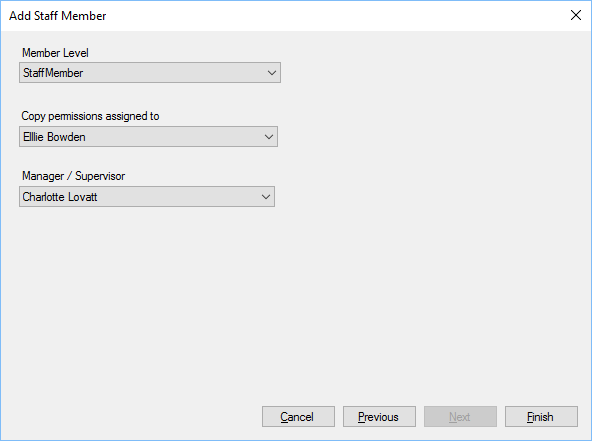 Add Staff Member
Member Level
StaffMember
Copy permissions assigned to
Elllie Bowden
Manager / Supervisor
Charlotte Lovatt
Cancel Previous Next Finish